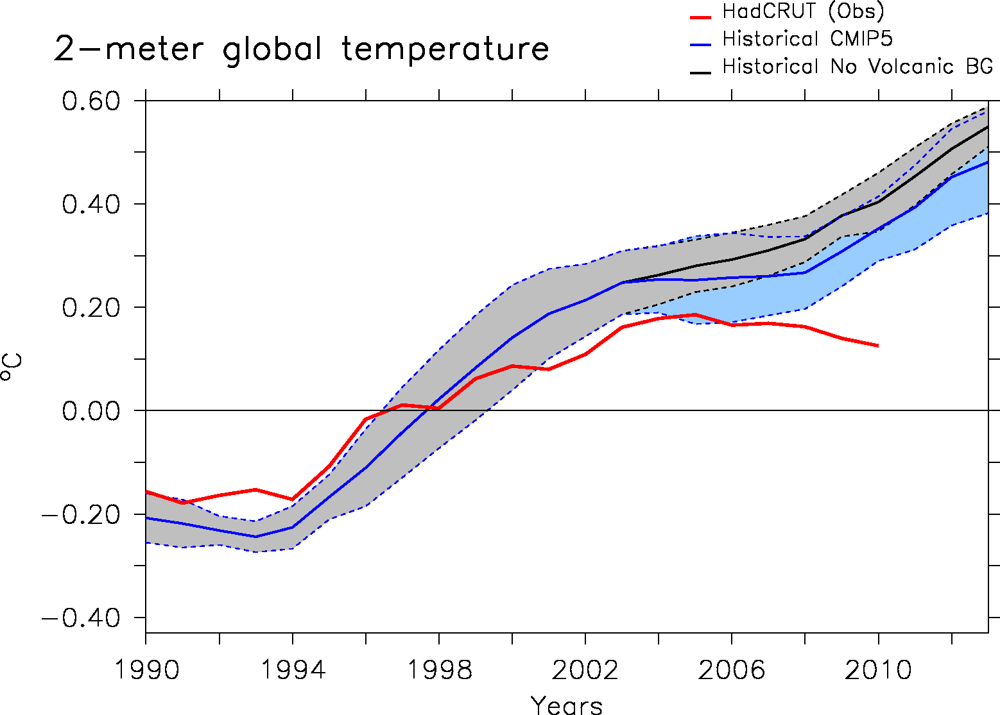 HadCRUT (Obs)
Historical CMIP5
Historical No Volcanic BG
2-meter global temperature
0.60
0.40
0.20
0.00
-0.20
-0.40
°C
1990 1994 1998 2002 2006 2010
Years